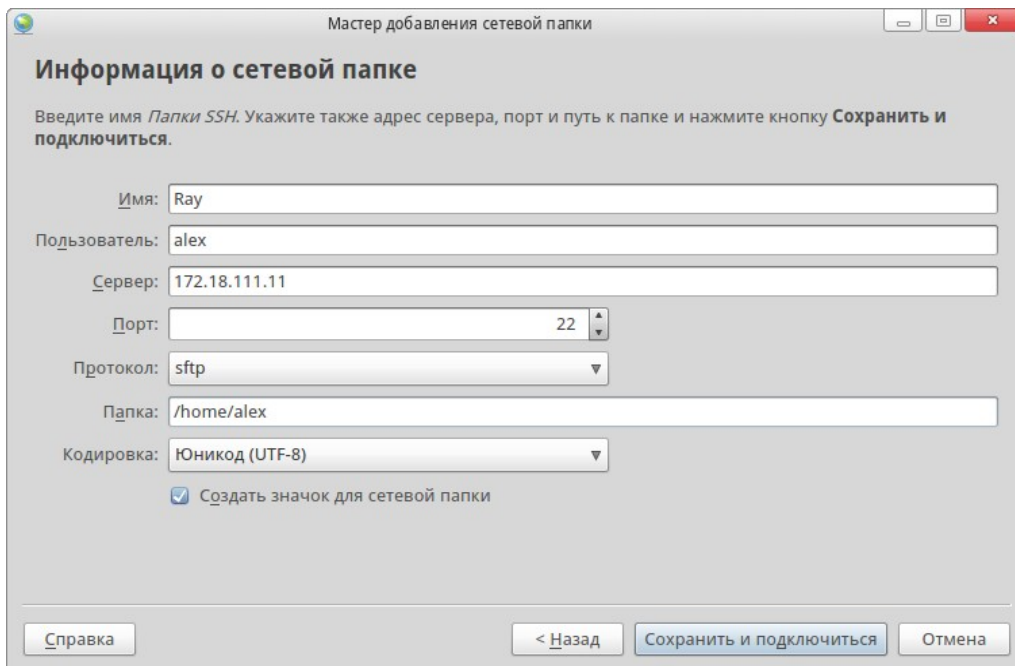 Мастер добавления сетевой папки
Информация о сетевой папке
Введите имя Папки SSH. Укажите также адрес сервера, порт и путь к папке и нажмите кнопку Сохранить и
подключиться.
Имя: Ray
Пользователь: alex
Сервер: 172.18.111.11
Порт: 22
Протокол: sftp
Папка: /home/alex
Кодировка: Юникод (UTF-8)
Создать значок для сетевой папки
Справка < Назад Сохранить и подключиться Отмена